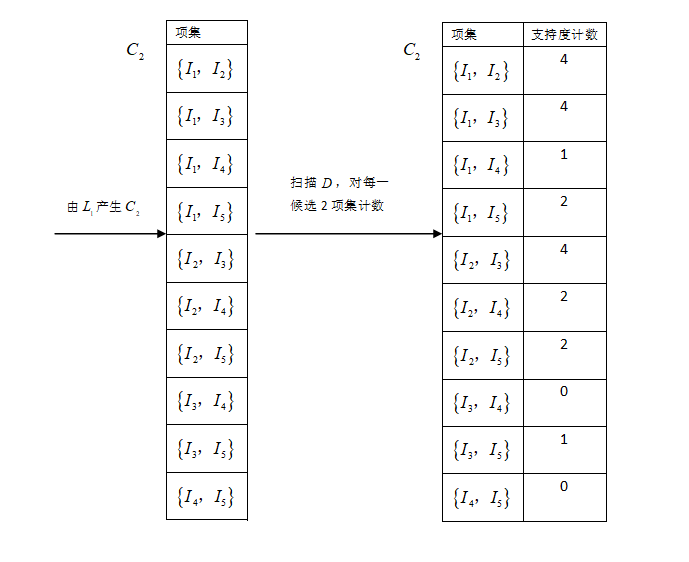 C₂
项集
{I₁, I₂}
{I₁, I₃}
{I₁, I₄}
{I₁, I₅}
{I₂, I₃}
{I₂, I₄}
{I₂, I₅}
{I₃, I₄}
{I₃, I₅}
{I₄, I₅}
由 L₁ 产生 C₂
扫描 D，对每一
候选 2 项集计数
C₂
项集 支持度计数
{I₁, I₂} 4
{I₁, I₃} 4
{I₁, I₄} 1
{I₁, I₅} 2
{I₂, I₃} 4
{I₂, I₄} 2
{I₂, I₅} 2
{I₃, I₄} 0
{I₃, I₅} 1
{I₄, I₅} 0